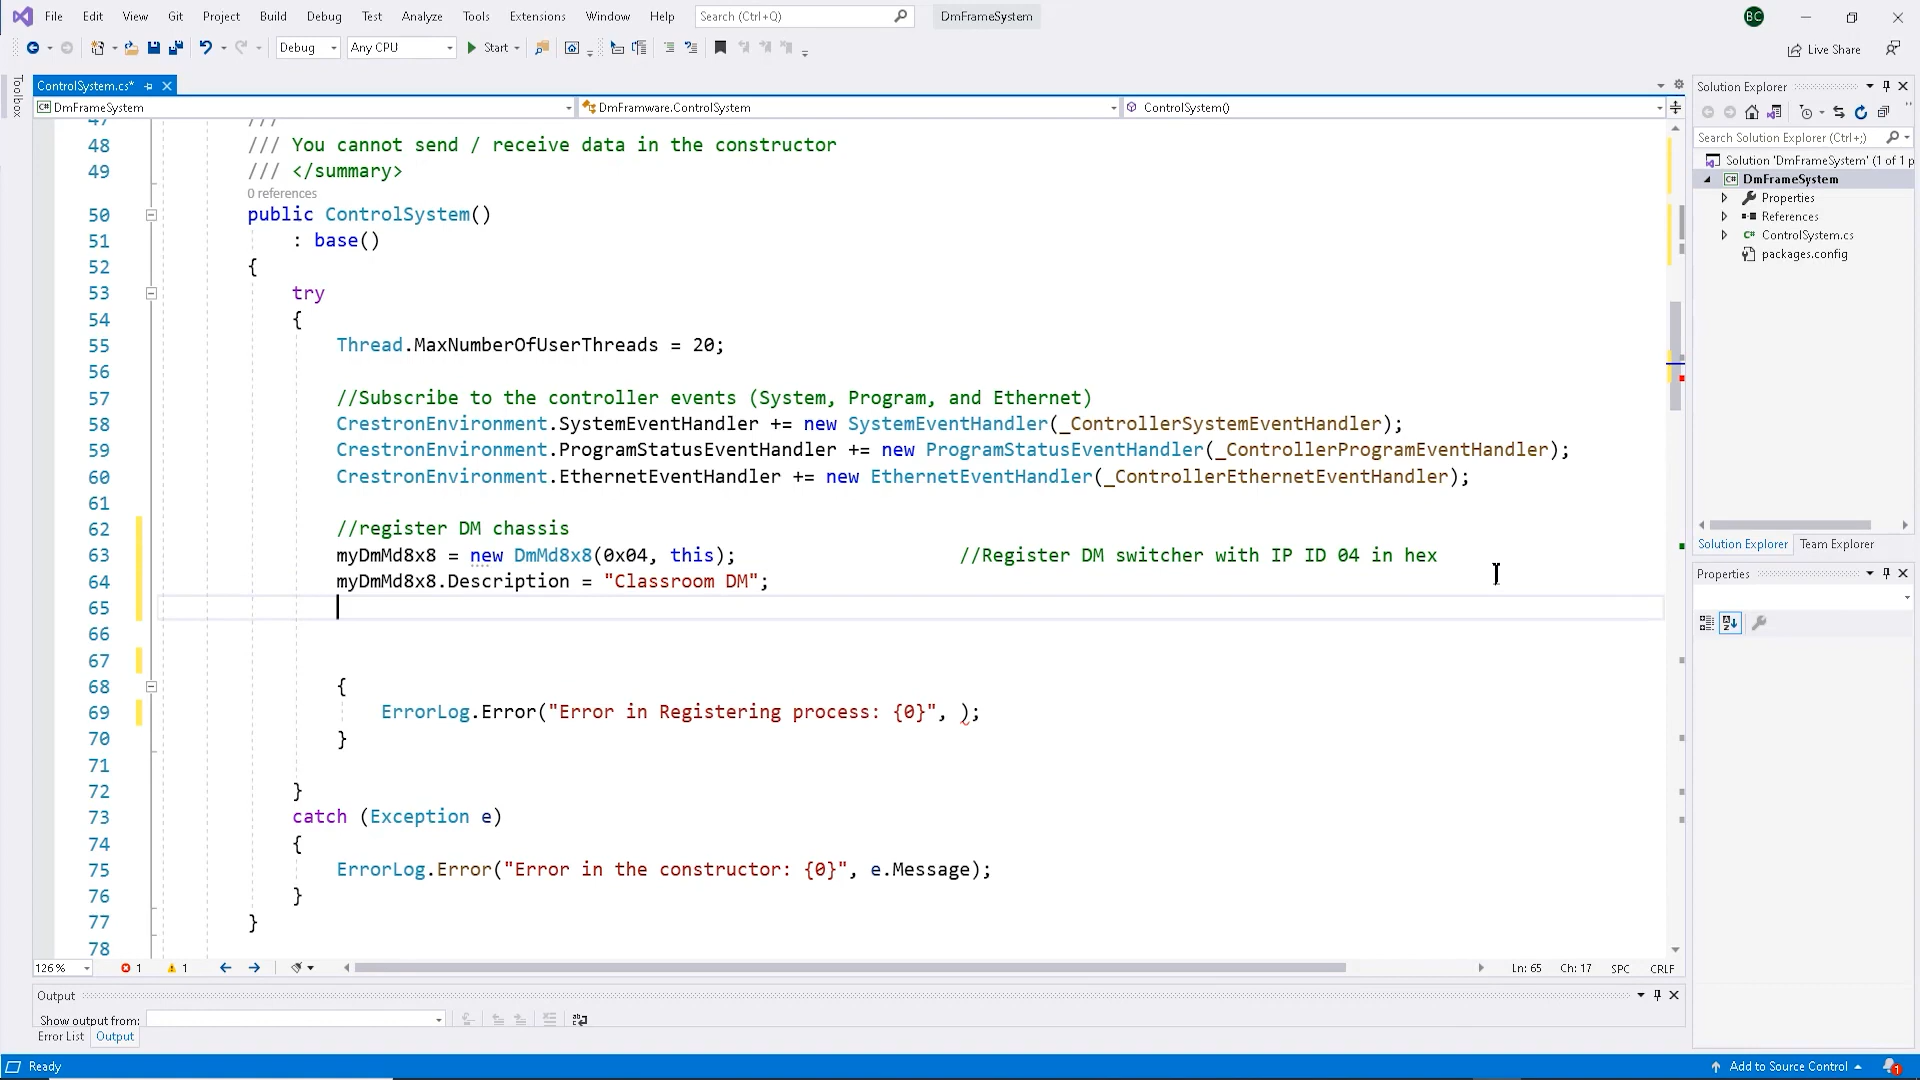 File Edit View Git Project Build Debug Test Analyze Tools Extensions Window Help Search (Ctrl+Q) DmFrameSystem BC
Debug Any CPU Start Live Share
Toolbox
ControlSystem.cs*
DmFrameSystem DmFramware.ControlSystem ControlSystem()
47 ///
48 /// You cannot send / receive data in the constructor
49 /// </summary>
0 references
50 public ControlSystem()
51 : base()
52 {
53 try
54 {
55 Thread.MaxNumberOfUserThreads = 20;
56
57 //Subscribe to the controller events (System, Program, and Ethernet)
58 CrestronEnvironment.SystemEventHandler += new SystemEventHandler(_ControllerSystemEventHandler);
59 CrestronEnvironment.ProgramStatusEventHandler += new ProgramStatusEventHandler(_ControllerProgramEventHandler);
60 CrestronEnvironment.EthernetEventHandler += new EthernetEventHandler(_ControllerEthernetEventHandler);
61
62 //register DM chassis
63 myDmMd8x8 = new DmMd8x8(0x04, this); //Register DM switcher with IP ID 04 in hex
64 myDmMd8x8.Description = "Classroom DM";
65
66
67
68 {
69 ErrorLog.Error("Error in Registering process: {0}", );
70 }
71
72 }
73 catch (Exception e)
74 {
75 ErrorLog.Error("Error in the constructor: {0}", e.Message);
76 }
77 }
78
126 % 1 1 Ln: 65 Ch: 17 SPC CRLF
Output
Show output from:
Error List Output
Solution Explorer
Search Solution Explorer (Ctrl+;)
Solution 'DmFrameSystem' (1 of 1 p
C# DmFrameSystem
Properties
References
C# ControlSystem.cs
packages.config
Solution Explorer Team Explorer
Properties
Ready Add to Source Control 1